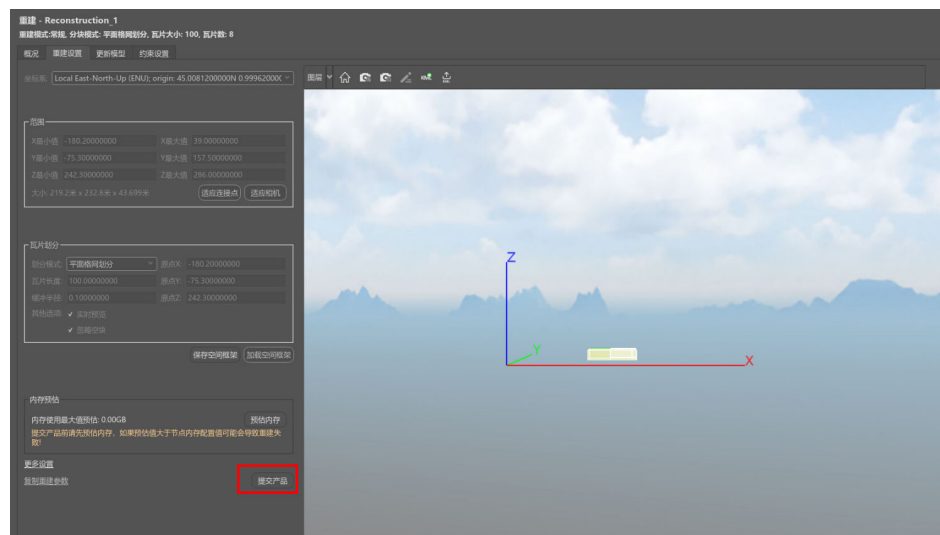 重建 - Reconstruction_1
重建模式:常规, 分块模式: 平面格网划分, 瓦片大小: 100, 瓦片数: 8
概况 重建设置 更新模型 约束设置
坐标系: Local East-North-Up (ENU); origin: 45.0081200000N 0.99962000(
图层
范围
X最小值 -180.20000000 X最大值 39.00000000
Y最小值 -75.30000000 Y最大值 157.50000000
Z最小值 242.30000000 Z最大值 286.00000000
大小: 219.2米 x 232.8米 x 43.699米 适应连接点 适应相机
瓦片划分
划分模式: 平面格网划分 原点X: -180.20000000
瓦片长度: 100.00000000 原点Y: -75.30000000
缓冲半径: 0.10000000 原点Z: 242.30000000
其他选项: 实时预览
忽略空块
保存空间框架 加载空间框架
内存预估
内存使用最大值预估: 0.00GB 预估内存
提交产品前请先预估内存，如果预估值大于节点内存配置值可能会导致重建失
败!
更多设置
复制重建参数 提交产品
Z
Y
X